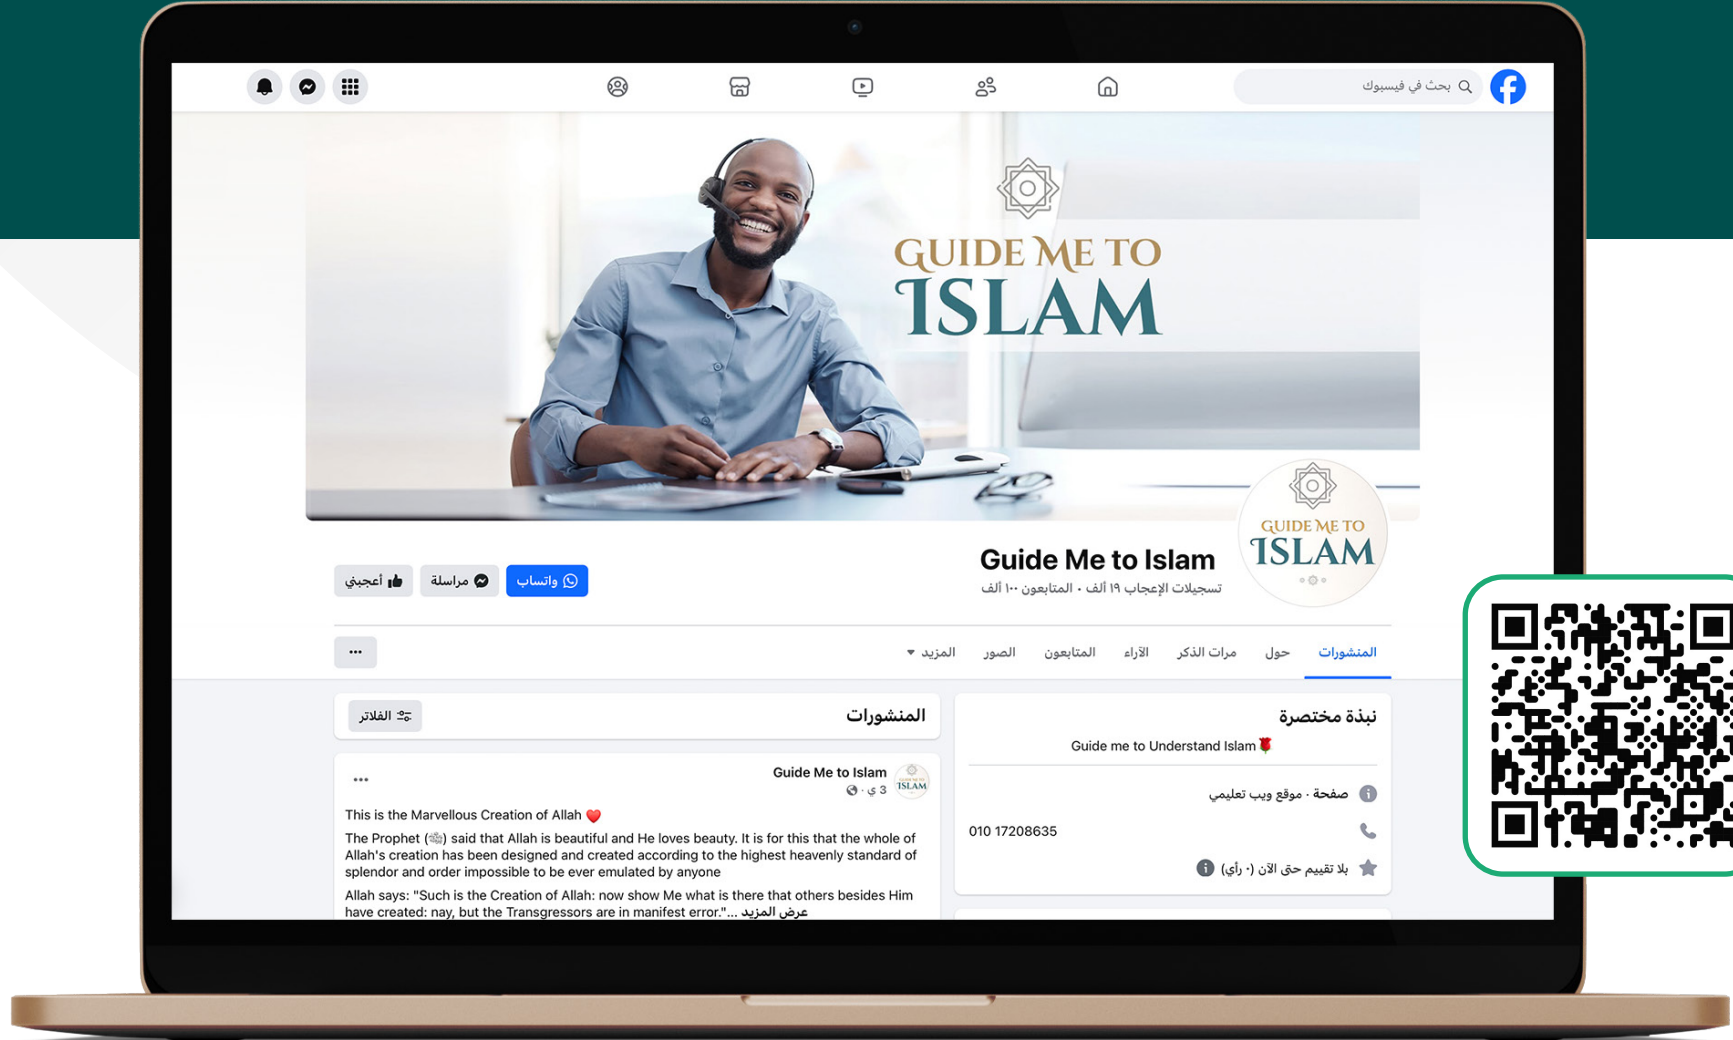 بحث في فيسبوك
GUIDE ME TO
ISLAM
GUIDE ME TO
ISLAM
Guide Me to Islam
تسجيلات الإعجاب ١٩ ألف • المتابعون ١٠٠ ألف
واتساب
مراسلة
أعجبني
المنشورات
حول
مرات الذكر
الآراء
المتابعون
الصور
المزيد
نبذة مختصرة
Guide me to Understand Islam🌹
صفحة · موقع ويب تعليمي
010 17208635
بلا تقييم حتى الآن (٠ رأي)
المنشورات
الفلاتر
ISLAM
Guide Me to Islam
3 ي ·
This is the Marvellous Creation of Allah ❤️
The Prophet (ﷺ) said that Allah is beautiful and He loves beauty. It is for this that the whole of
Allah's creation has been designed and created according to the highest heavenly standard of
splendor and order impossible to be ever emulated by anyone
Allah says: "Such is the Creation of Allah: now show Me what is there that others besides Him
have created: nay, but the Transgressors are in manifest error."... عرض المزيد